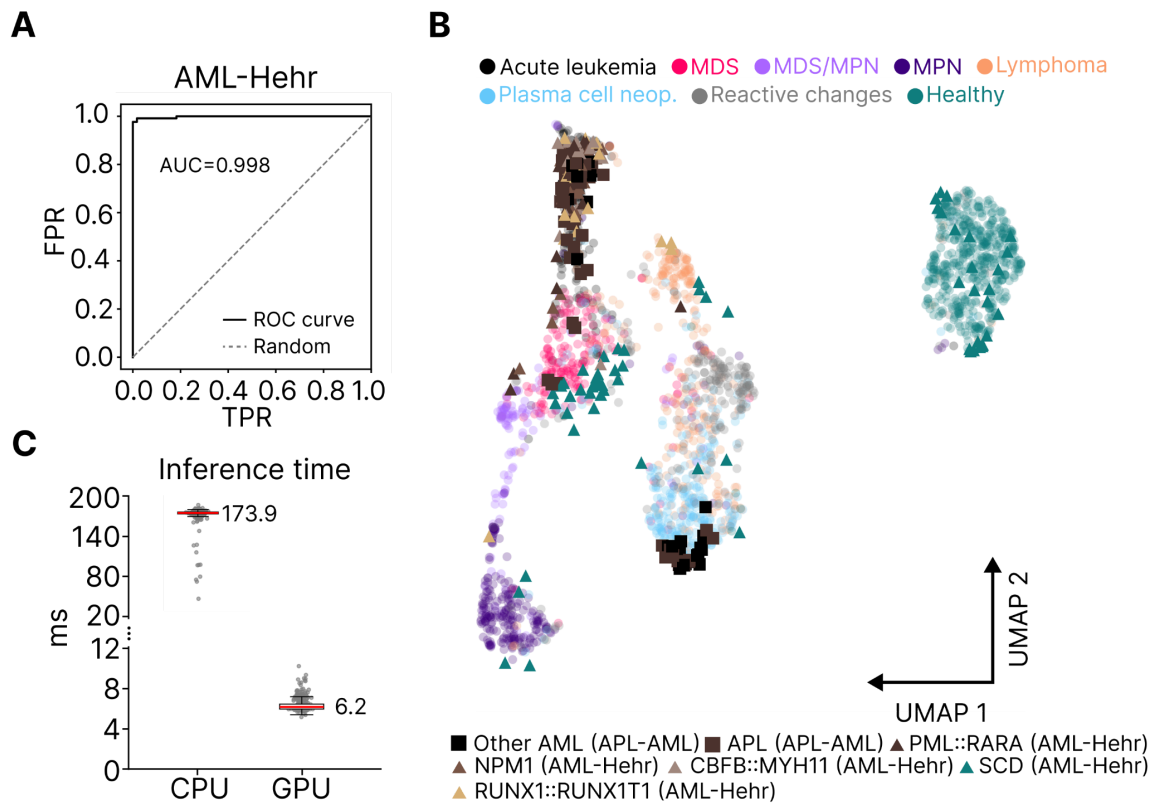 A
AML-Hehr
1.0
0.8
0.6
0.4
0.2
0.0
FPR
AUC=0.998
ROC curve
Random
0.0 0.2 0.4 0.6 0.8 1.0
TPR
B
Acute leukemia MDS MDS/MPN MPN Lymphoma
Plasma cell neop. Reactive changes Healthy
UMAP 2
UMAP 1
Other AML (APL-AML) APL (APL-AML) PML::RARA (AML-Hehr)
NPM1 (AML-Hehr) CBFB::MYH11 (AML-Hehr) SCD (AML-Hehr)
RUNX1::RUNX1T1 (AML-Hehr)
C
Inference time
200
140
80
20
12
8
4
0
ms
173.9
6.2
CPU GPU